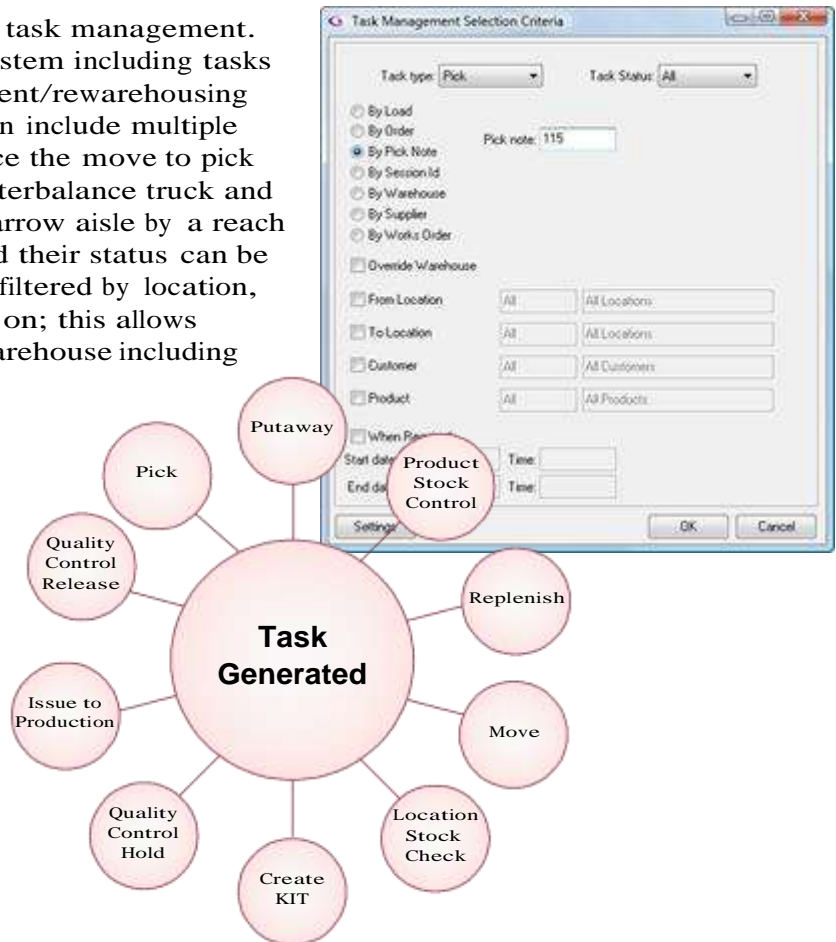 task management.
stem including tasks
ent/rewarehousing
n include multiple
ce the move to pick
terbalance truck and
arrow aisle by a reach
d their status can be
filtered by location,
on; this allows
arehouse including
Task Management Selection Criteria
Task type: Pick
Task Status: All
By Load
By Order
By Pick Note
Pick note: 115
By Session Id
By Warehouse
By Supplier
By Works Order
Override Warehouse
From Location All All Locations
To Location All All Locations
Customer All All Customers
Product All All Products
When
Start date Time:
End da Time:
Settings
OK
Cancel
Putaway
Product
Stock
Control
Pick
Quality
Control
Release
Replenish
Task
Generated
Issue to
Production
Move
Quality
Control
Hold
Location
Stock
Check
Create
KIT